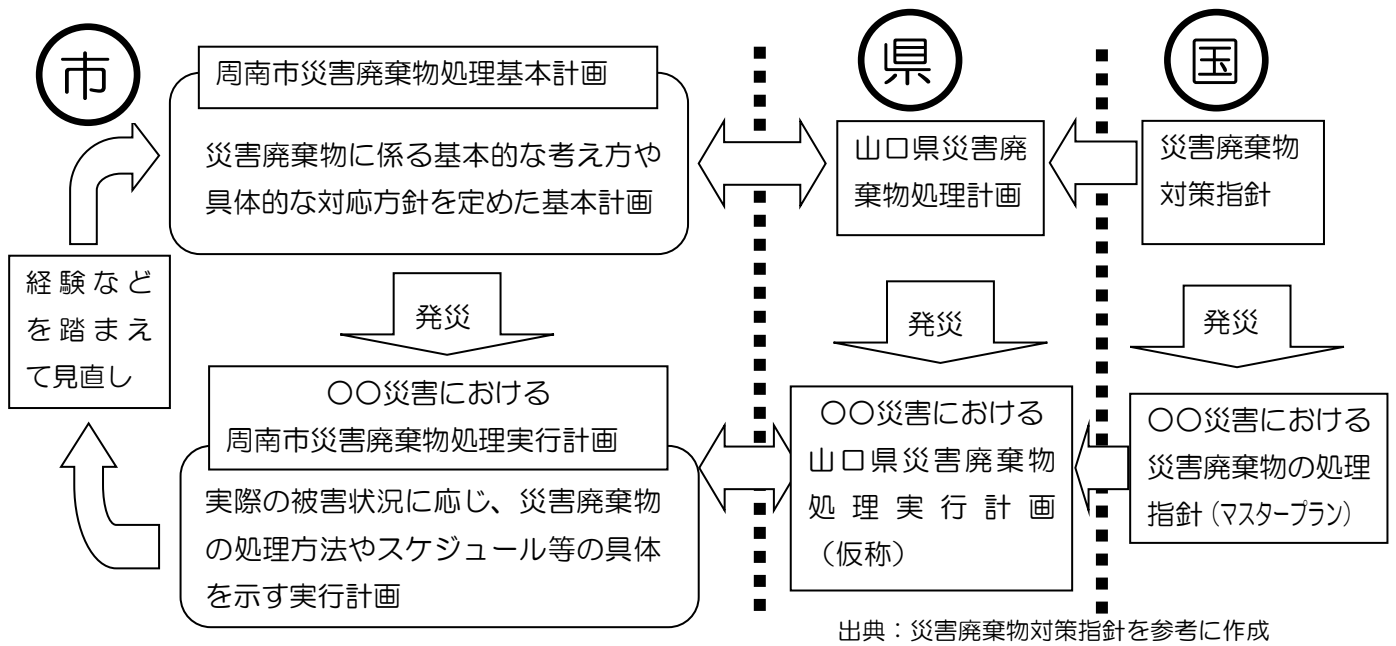 市
周南市災害廃棄物処理基本計画
災害廃棄物に係る基本的な考え方や
具体的な対応方針を定めた基本計画
経験など
を踏まえ
て見直し
発災
〇〇災害における
周南市災害廃棄物処理実行計画
実際の被害状況に応じ、災害廃棄物
の処理方法やスケジュール等の具体
を示す実行計画
県
山口県災害廃
棄物処理計画
発災
〇〇災害における
山口県災害廃棄物
処理実行計画
（仮称）
国
災害廃棄物
対策指針
発災
〇〇災害における
災害廃棄物の処理
指針（マスタープラン）
出典：災害廃棄物対策指針を参考に作成